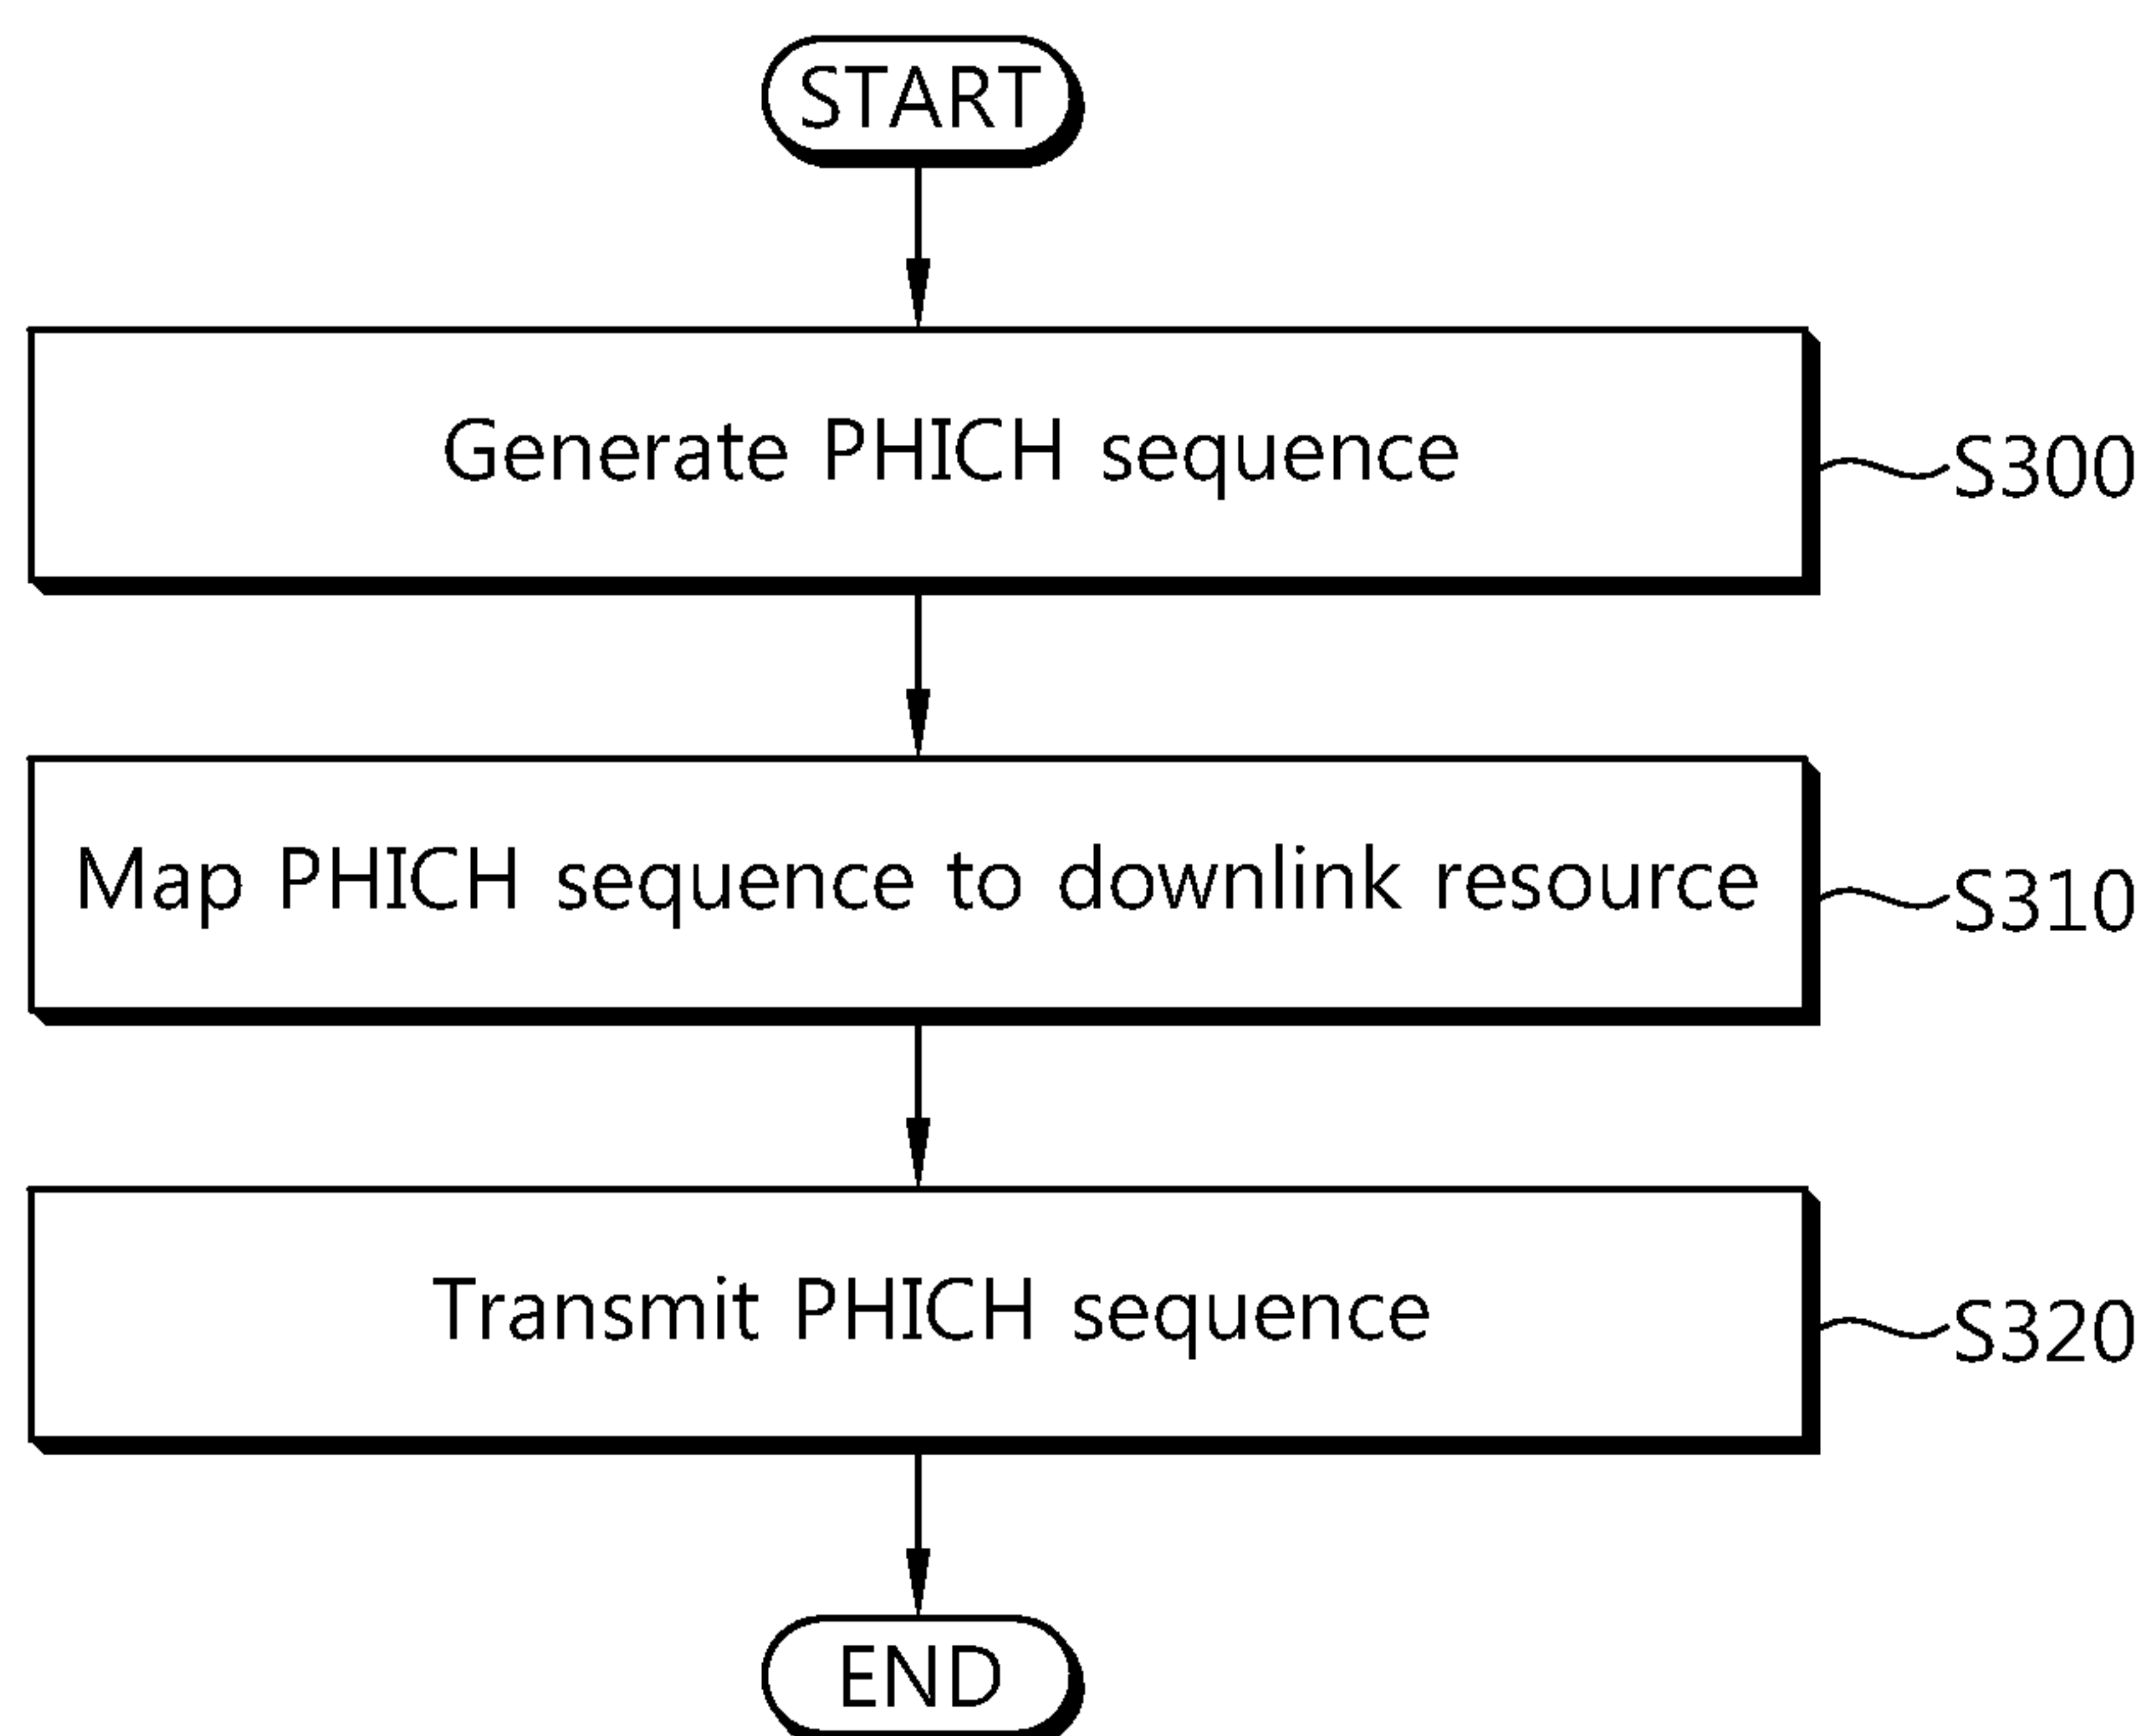 START
Generate PHICH sequence
S300
Map PHICH sequence to downlink resource
S310
Transmit PHICH sequence
S320
END